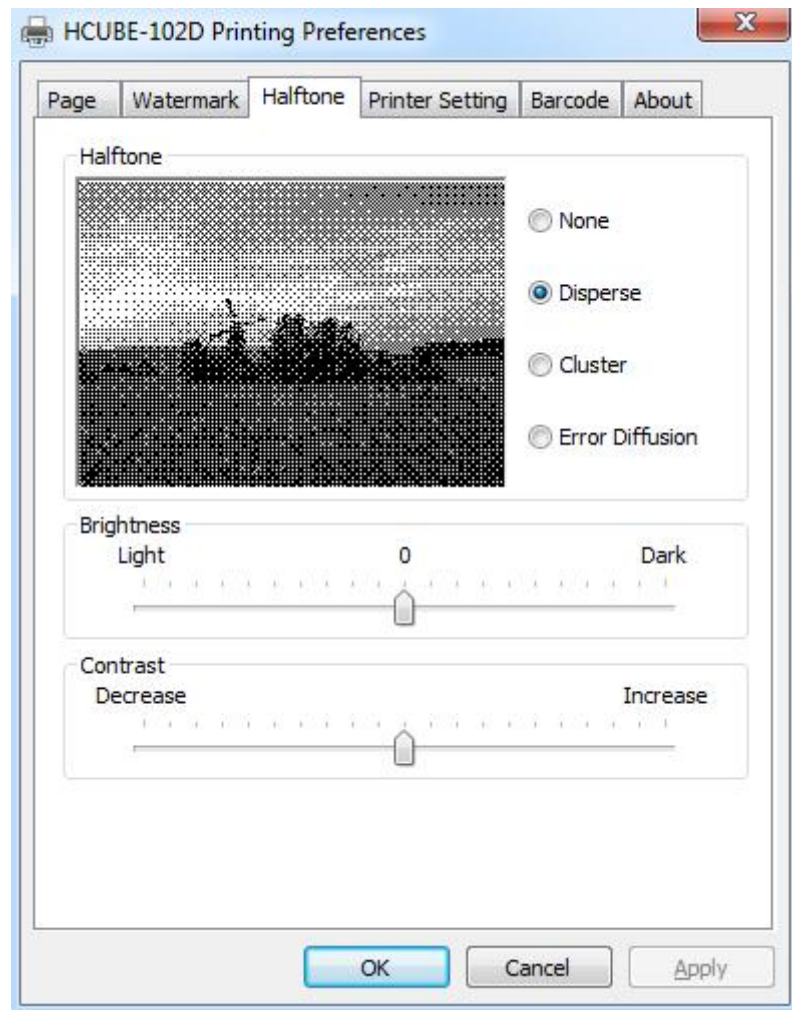 HCUBE-102D Printing Preferences
Page Watermark Halftone Printer Setting Barcode About
Halftone
None
Disperse
Cluster
Error Diffusion
Brightness
Light 0 Dark
Contrast
Decrease Increase
OK Cancel Apply